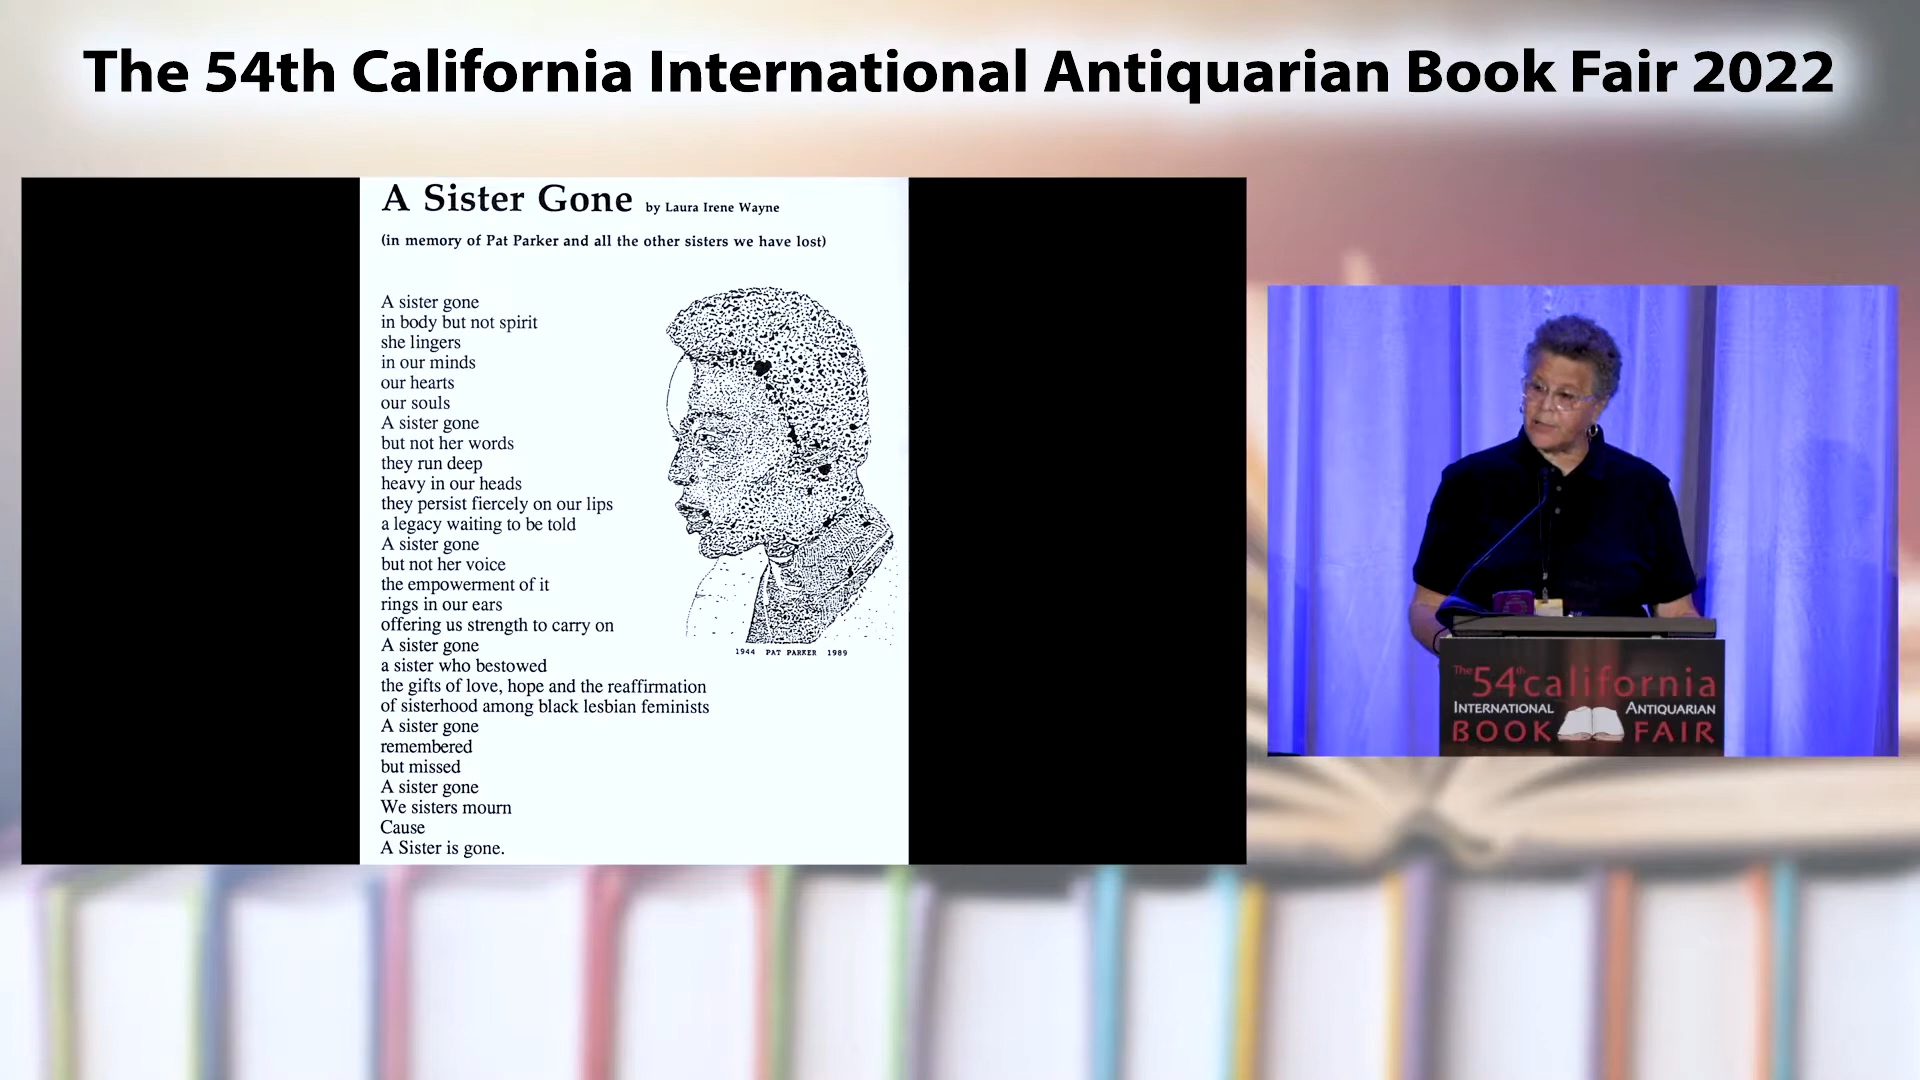 The 54th California International Antiquarian Book Fair 2022
A Sister Gone by Laura Irene Wayne
(in memory of Pat Parker and all the other sisters we have lost)
A sister gone
in body but not spirit
she lingers
in our minds
our hearts
our souls
A sister gone
but not her words
they run deep
heavy in our heads
they persist fiercely on our lips
a legacy waiting to be told
A sister gone
but not her voice
the empowerment of it
rings in our ears
offering us strength to carry on
A sister gone
a sister who bestowed
the gifts of love, hope and the reaffirmation
of sisterhood among black lesbian feminists
A sister gone
remembered
but missed
A sister gone
We sisters mourn
Cause
A Sister is gone.
1944 PAT PARKER 1989
The 54th california
INTERNATIONAL ANTIQUARIAN
BOOK FAIR